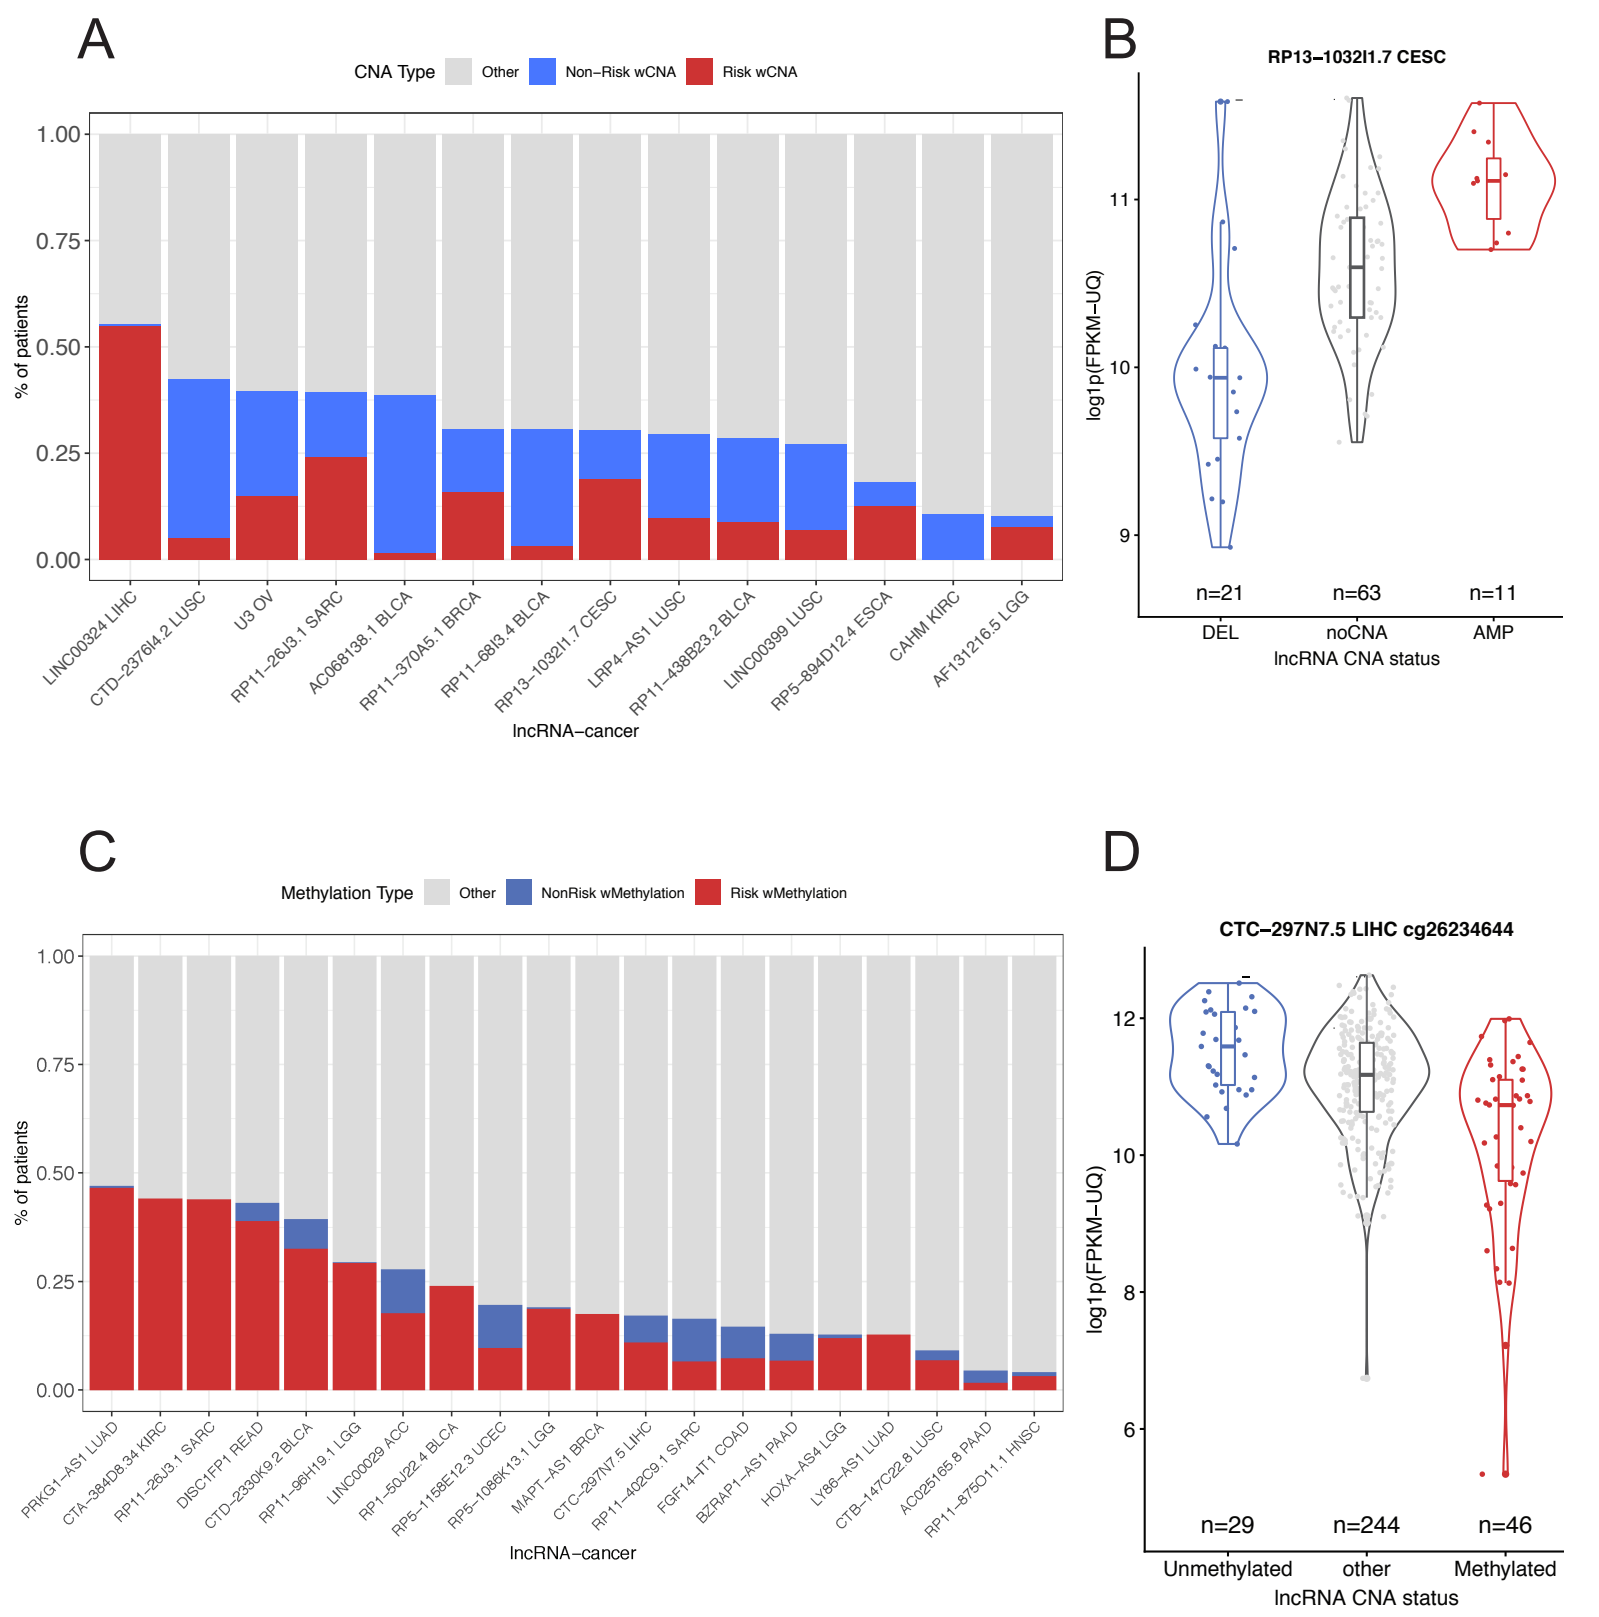 A
CNA Type Other Non−Risk wCNA Risk wCNA
% of patients
1.00
0.75
0.50
0.25
0.00
LINC00324 LIHC
CTD−2376I4.2 LUSC
U3 OV
RP11−26J3.1 SARC
AC068138.1 BLCA
RP11−370A5.1 BRCA
RP11−68I3.4 BLCA
RP13−1032I1.7 CESC
LRP4−AS1 LUSC
RP11−438B23.2 BLCA
LINC00399 LUSC
RP5−894D12.4 ESCA
CAHM KIRC
AF131216.5 LGG
lncRNA−cancer
B
RP13−1032I1.7 CESC
log1p(FPKM−UQ)
11
10
9
n=21 n=63 n=11
DEL noCNA AMP
lncRNA CNA status
C
Methylation Type Other NonRisk wMethylation Risk wMethylation
% of patients
1.00
0.75
0.50
0.25
0.00
PRKG1−AS1 LUAD
CTA−384D8.34 KIRC
RP11−26J3.1 SARC
DISC1FP1 READ
CTD−2330K9.2 BLCA
RP11−96H19.1 LGG
LINC00029 ACC
RP1−50J22.4 BLCA
RP5−1158E12.3 UCEC
RP5−1086K13.1 LGG
MAPT−AS1 BRCA
CTC−297N7.5 LIHC
RP11−402C9.1 SARC
FGF14−IT1 COAD
BZRAP1−AS1 PAAD
HOXA−AS4 LGG
LY86−AS1 LUAD
CTB−147C22.8 LUSC
AC025165.8 PAAD
RP11−875O11.1 HNSC
lncRNA−cancer
D
CTC−297N7.5 LIHC cg26234644
log1p(FPKM−UQ)
12
10
8
6
n=29 n=244 n=46
Unmethylated other Methylated
lncRNA CNA status